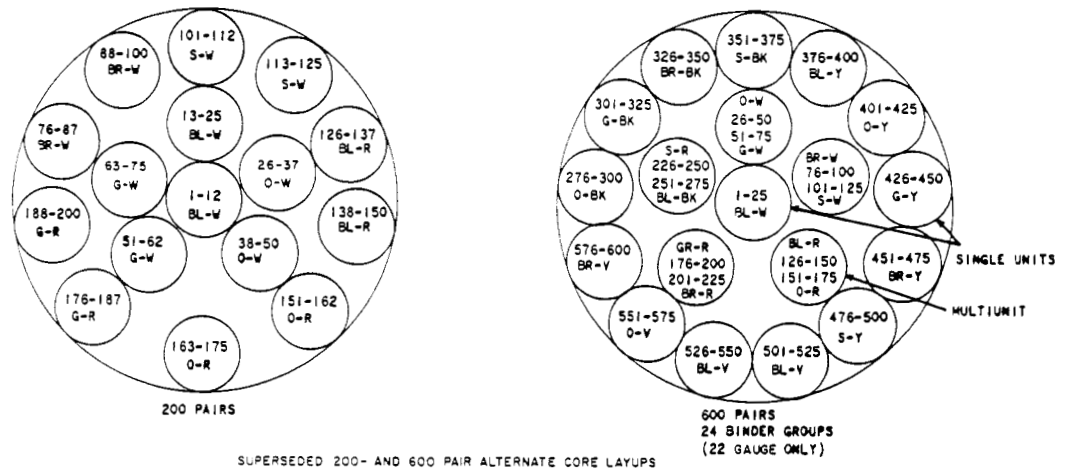 101-112
S-W
88-100
BR-W
113-125
S-W
13-25
BL-W
76-87
BR-W
126-137
BL-R
63-75
G-W
26-37
O-W
1-12
BL-W
188-200
G-R
138-150
BL-R
51-62
G-W
38-50
O-W
176-187
G-R
151-162
O-R
163-175
O-R
200 PAIRS
351-375
S-BK
326-350
BR-BK
376-400
BL-Y
301-325
G-BK
O-W
26-50
51-75
G-W
401-425
O-Y
S-R
226-250
251-275
BL-BK
BR-W
76-100
101-125
S-W
276-300
O-BK
1-25
BL-W
426-450
G-Y
576-600
BR-V
GR-R
176-200
201-225
BR-R
BL-R
126-150
151-175
O-R
451-475
BR-Y
SINGLE UNITS
551-575
O-V
476-500
S-Y
MULTIUNIT
526-550
BL-V
501-525
BL-V
600 PAIRS
24 BINDER GROUPS
(22 GAUGE ONLY)
SUPERSEDED 200- AND 600 PAIR ALTERNATE CORE LAYUPS